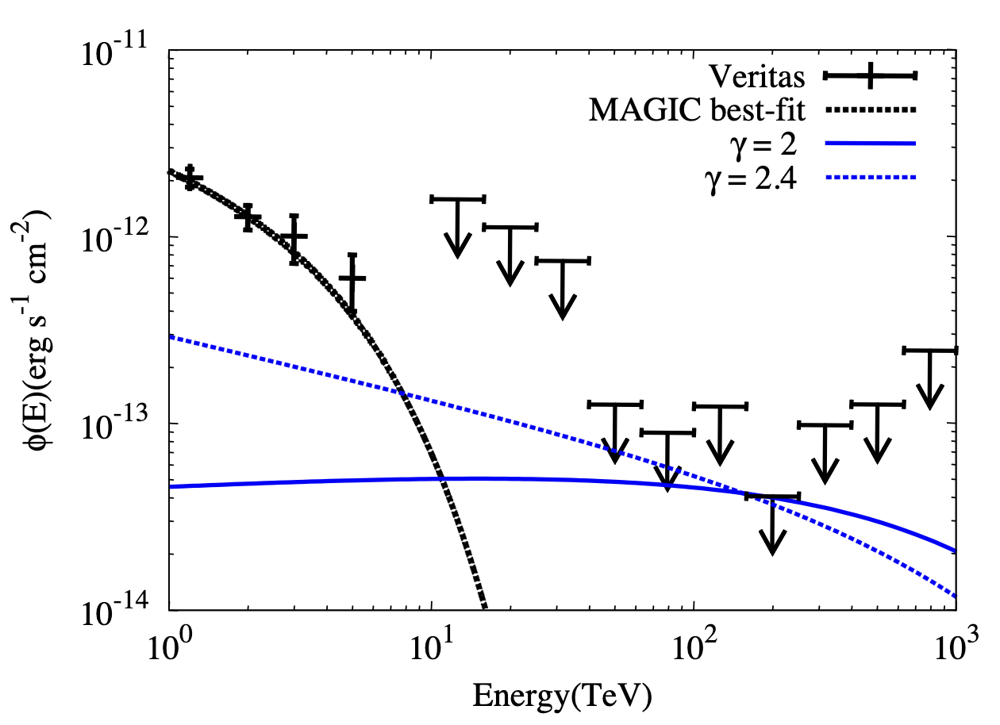 10^-11
10^-12
10^-13
10^-14
ϕ(E)(erg s^-1 cm^-2)
Veritas
MAGIC best-fit
γ = 2
γ = 2.4
10^0
10^1
10^2
10^3
Energy(TeV)